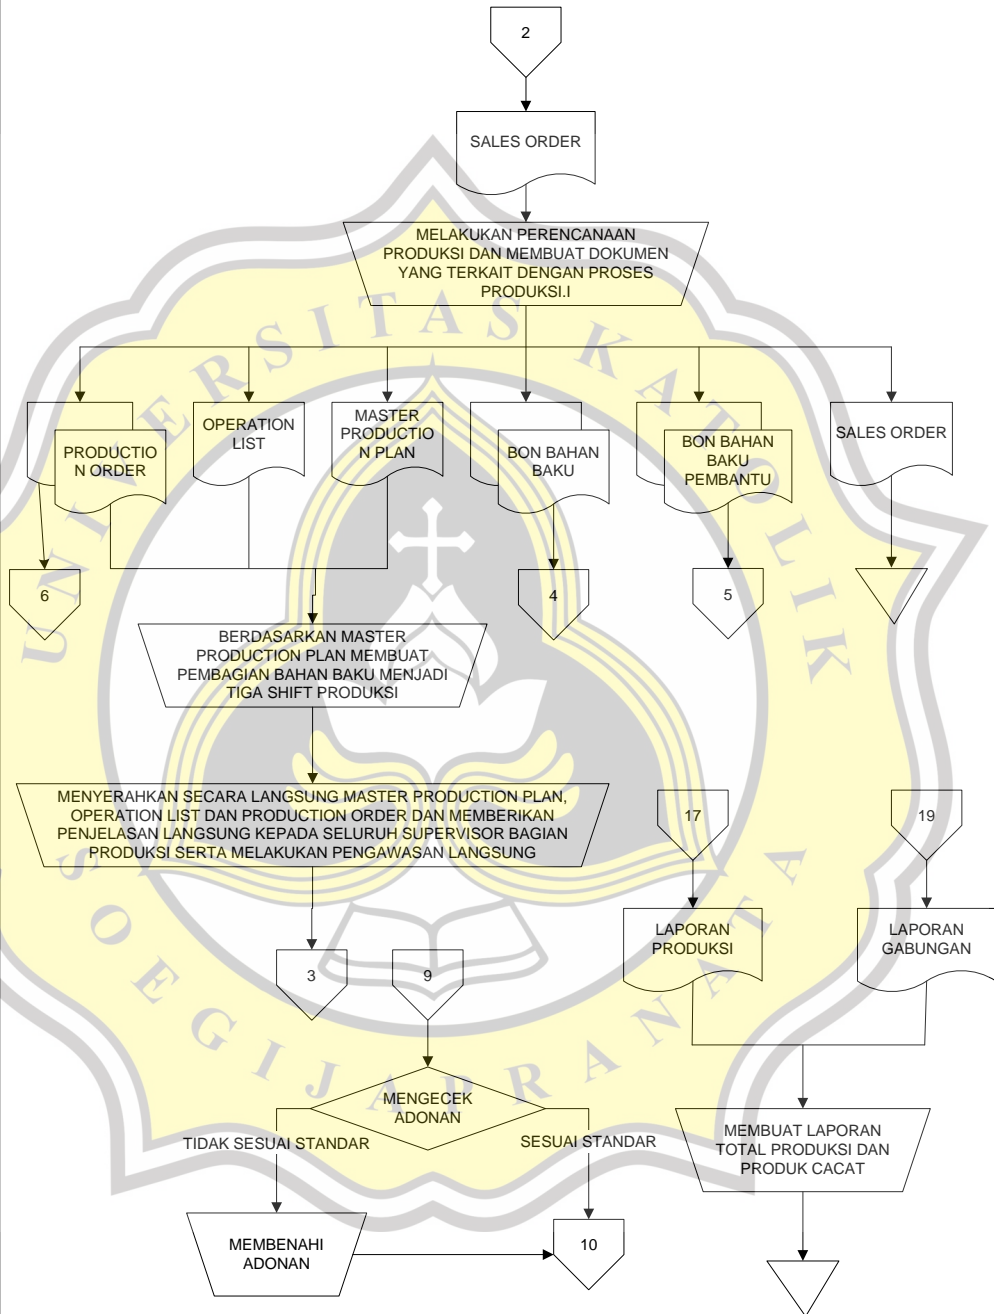 2
SALES ORDER
MELAKUKAN PERENCANAAN
PRODUKSI DAN MEMBUAT DOKUMEN
YANG TERKAIT DENGAN PROSES
PRODUKSI.I
UNIVERSITAS KATOLIK
PRODUCTIO
N ORDER
OPERATION
LIST
MASTER
PRODUCTIO
N PLAN
BON BAHAN
BAKU
BON BAHAN
BAKU
PEMBANTU
SALES ORDER
6
4
5
BERDASARKAN MASTER
PRODUCTION PLAN MEMBUAT
PEMBAGIAN BAHAN BAKU MENJADI
TIGA SHIFT PRODUKSI
MENYERAHKAN SECARA LANGSUNG MASTER PRODUCTION PLAN,
OPERATION LIST DAN PRODUCTION ORDER DAN MEMBERIKAN
PENJELASAN LANGSUNG KEPADA SELURUH SUPERVISOR BAGIAN
PRODUKSI SERTA MELAKUKAN PENGAWASAN LANGSUNG
17
19
LAPORAN
PRODUKSI
LAPORAN
GABUNGAN
3
9
SOEGIJAPRANATA
MENGECEK
ADONAN
TIDAK SESUAI STANDAR
SESUAI STANDAR
MEMBUAT LAPORAN
TOTAL PRODUKSI DAN
PRODUK CACAT
MEMBENAHI
ADONAN
10